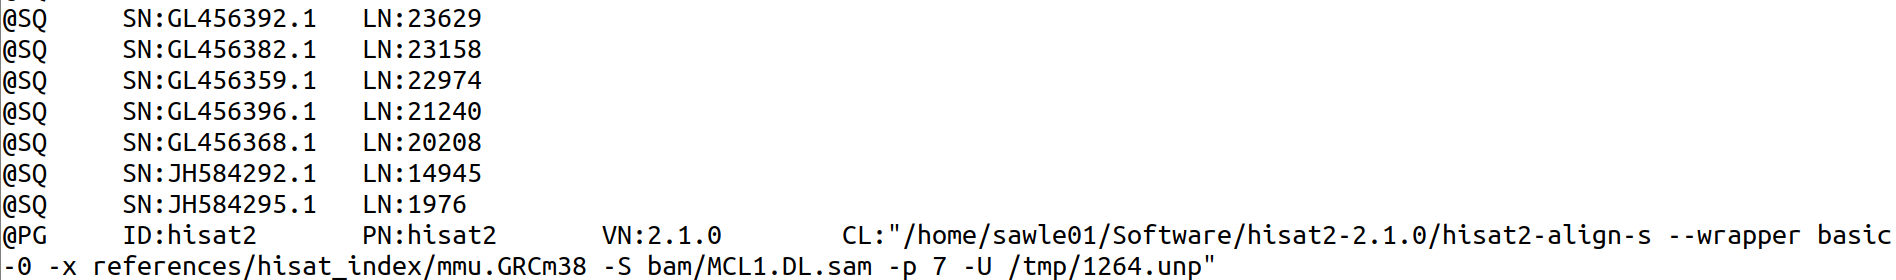 @SQ     SN:GL456392.1   LN:23629
@SQ     SN:GL456382.1   LN:23158
@SQ     SN:GL456359.1   LN:22974
@SQ     SN:GL456396.1   LN:21240
@SQ     SN:GL456368.1   LN:20208
@SQ     SN:JH584292.1   LN:14945
@SQ     SN:JH584295.1   LN:1976
@PG     ID:hisat2       PN:hisat2       VN:2.1.0        CL:"/home/sawle01/Software/hisat2-2.1.0/hisat2-align-s --wrapper basic
-0 -x references/hisat_index/mmu.GRCm38 -S bam/MCL1.DL.sam -p 7 -U /tmp/1264.unp"